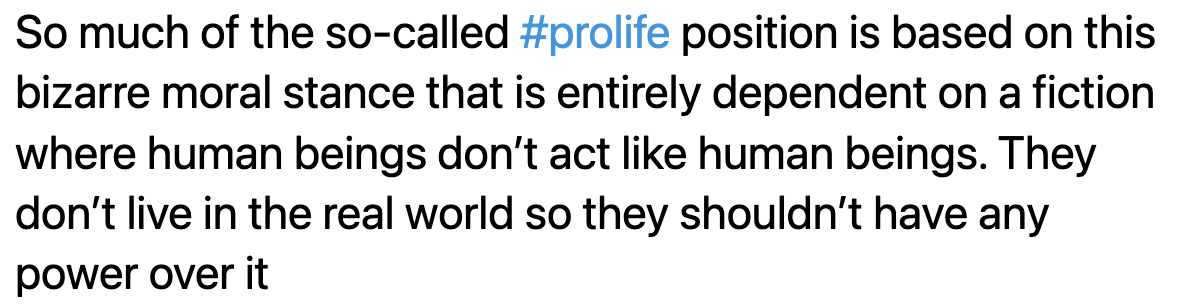 So much of the so-called #prolife position is based on this
bizarre moral stance that is entirely dependent on a fiction
where human beings don’t act like human beings. They
don’t live in the real world so they shouldn’t have any
power over it